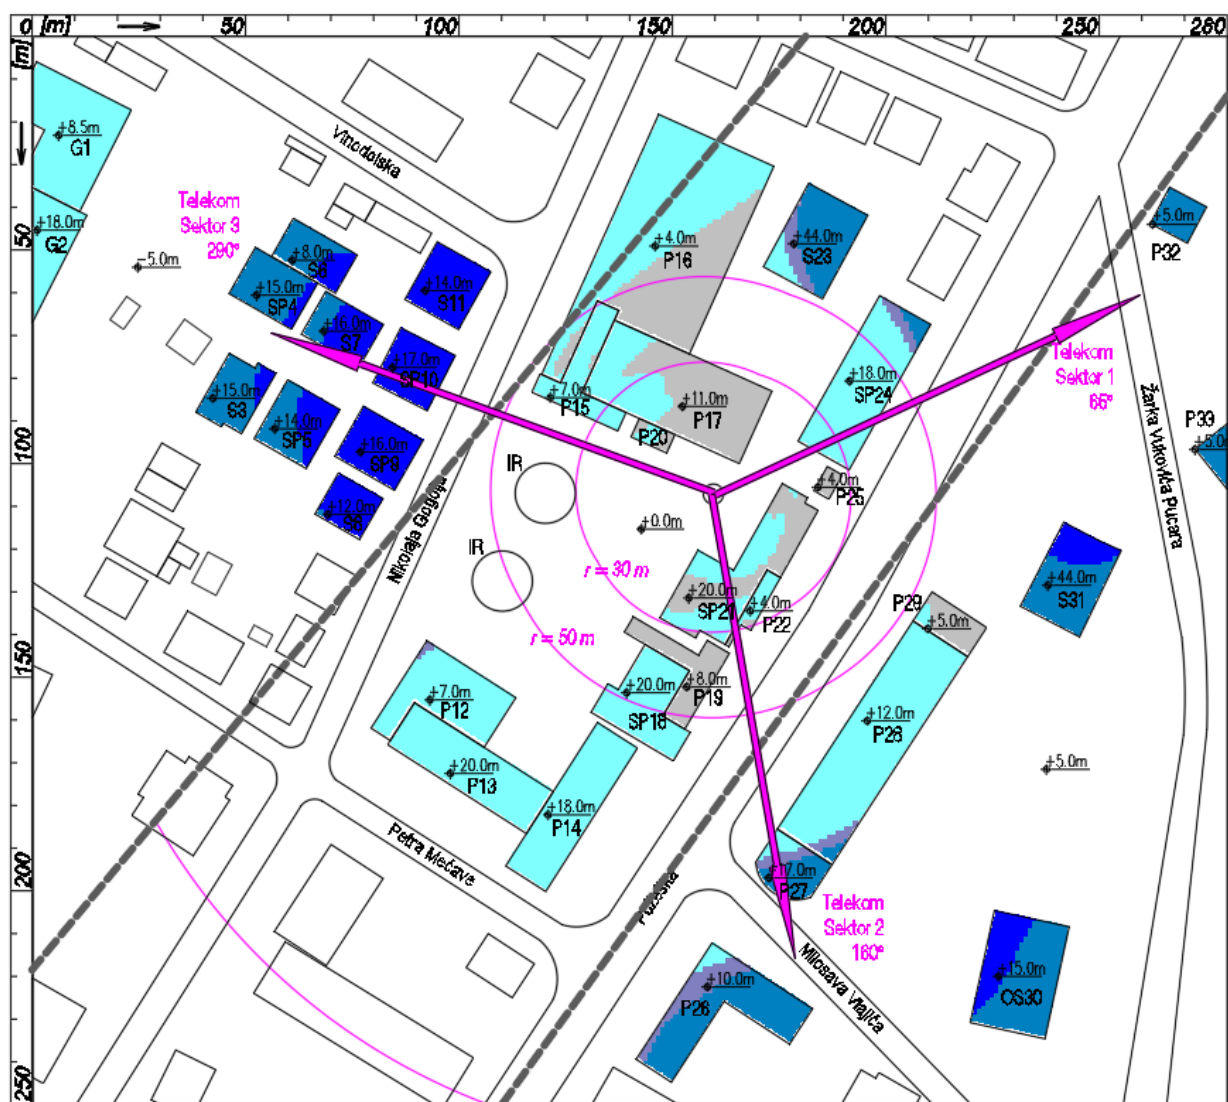 0 [m] 50 100 150 200 250 280
[m]
50
100
150
200
250
+8.5m
G1
+18.0m
G2
-5.0m
Telekom
Sektor 3
290°
Vinodolska
+8.0m
S6
+15.0m
SP4
+14.0m
S11
+16.0m
S7
+17.0m
SP10
+15.0m
S3
+14.0m
SP5
+16.0m
SP9
+12.0m
S8
+4.0m
P16
+44.0m
S23
+5.0m
P32
+7.0m
P15
+11.0m
P17
P20
+18.0m
SP24
Telekom
Sektor 1
65°
P33
+5.0
Žarka Vukovića Pucara
Nikolaja Gogolja
IR
IR
+0.0m
+4.0m
P25
r = 30 m
r = 50 m
+20.0m
SP21
+4.0m
P22
+44.0m
S31
P29
+5.0m
+8.0m
P19
+20.0m
SP18
+7.0m
P12
+20.0m
P13
+18.0m
P14
+12.0m
P28
+5.0m
Petra Mećave
Požeška
+17.0m
P27
Telekom
Sektor 2
160°
Milosava Vlajića
+10.0m
P26
+15.0m
OS30